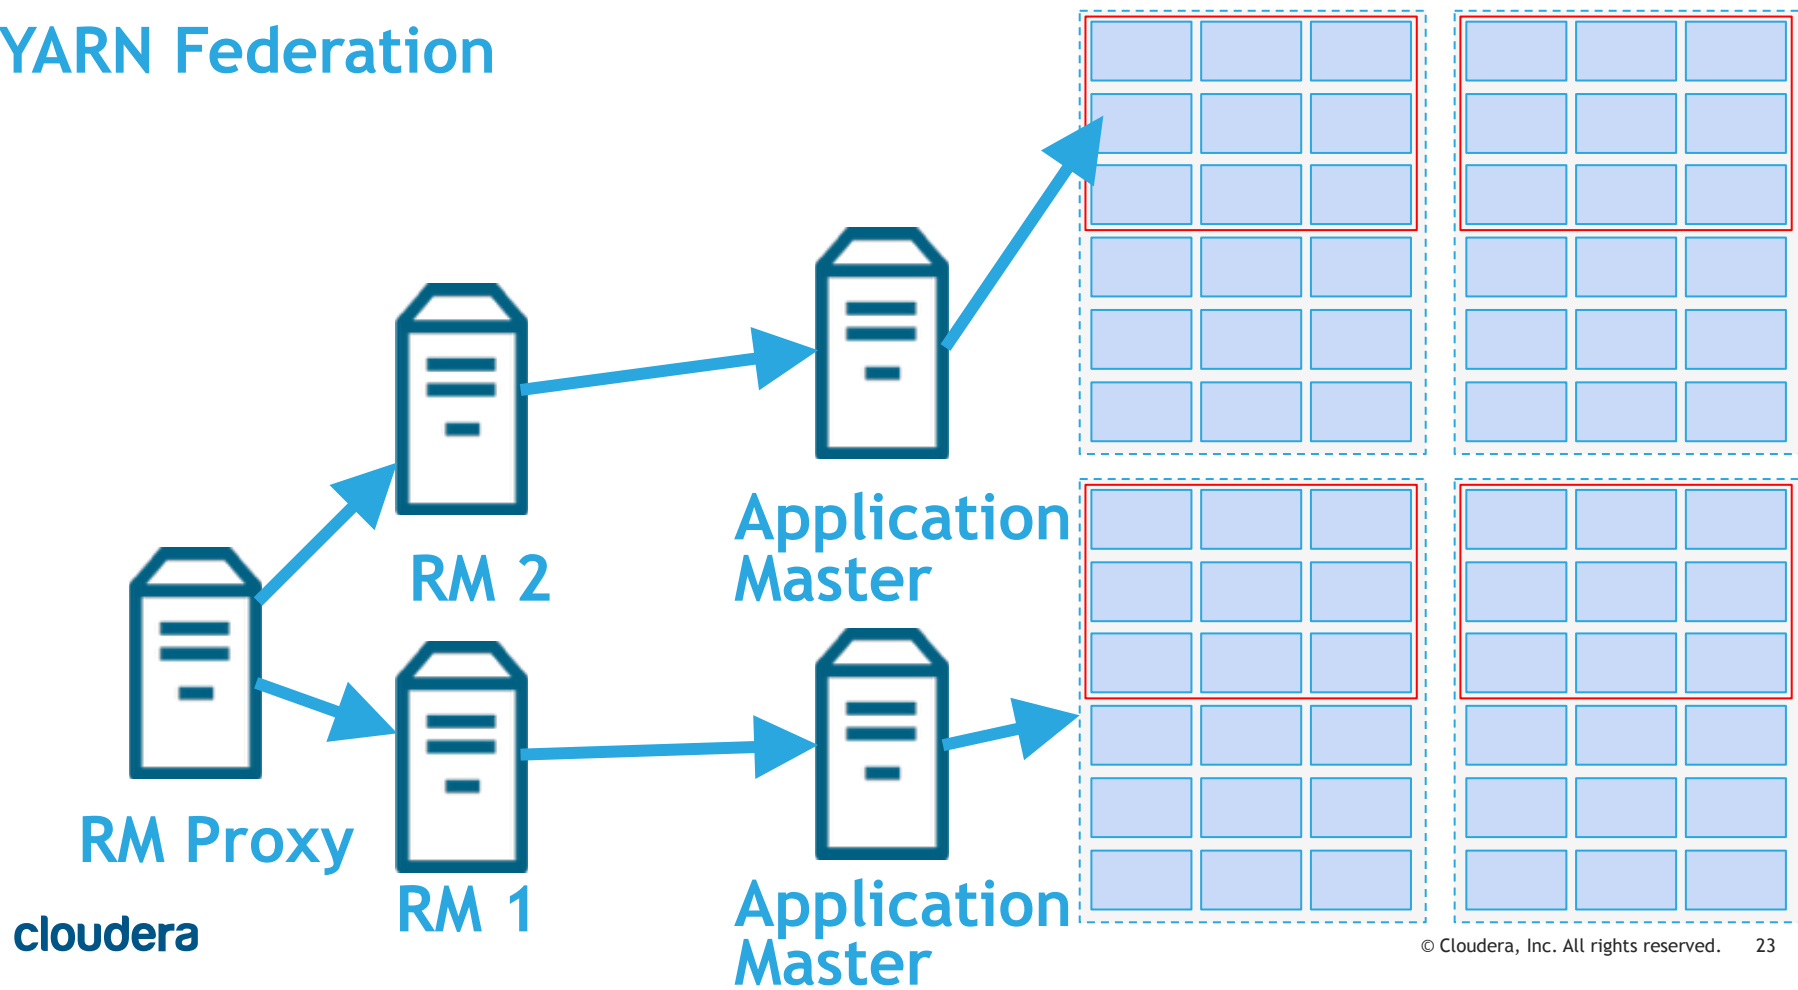 YARN Federation
Application
Master
RM 2
RM Proxy
RM 1
Application
Master
cloudera
© Cloudera, Inc. All rights reserved. 23